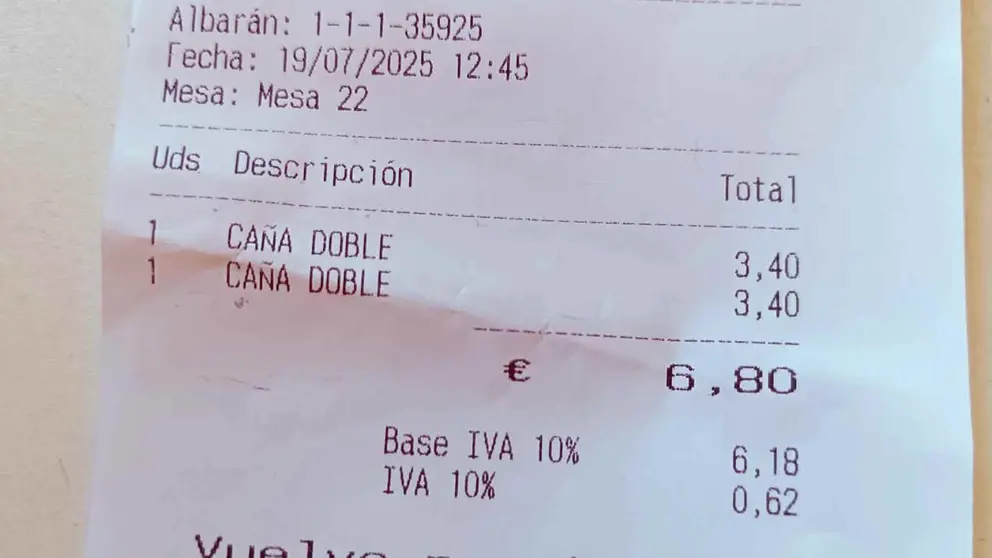 Albarán: 1-1-1-35925
Fecha: 19/07/2025 12:45
Mesa: Mesa 22
Uds Descripción Total
1 CAÑA DOBLE 3,40
1 CAÑA DOBLE 3,40
€ 6,80
Base IVA 10% 6,18
IVA 10% 0,62
Vuelva